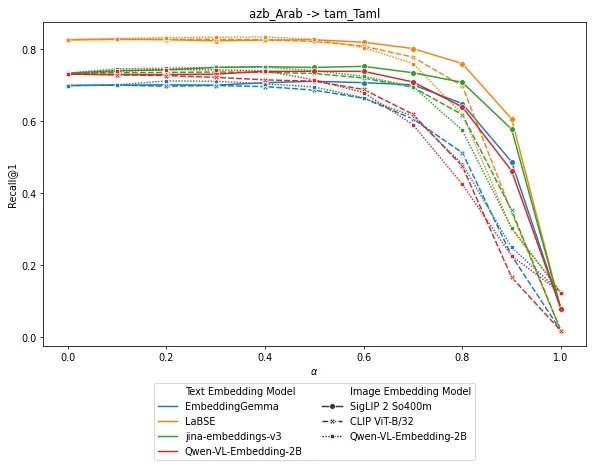 azb_Arab -> tam_Taml
Recall@1
0.8
0.6
0.4
0.2
0.0
0.0 0.2 0.4 0.6 0.8 1.0
α
Text Embedding Model Image Embedding Model
EmbeddingGemma SigLIP 2 So400m
LaBSE CLIP ViT-B/32
jina-embeddings-v3 Qwen-VL-Embedding-2B
Qwen-VL-Embedding-2B